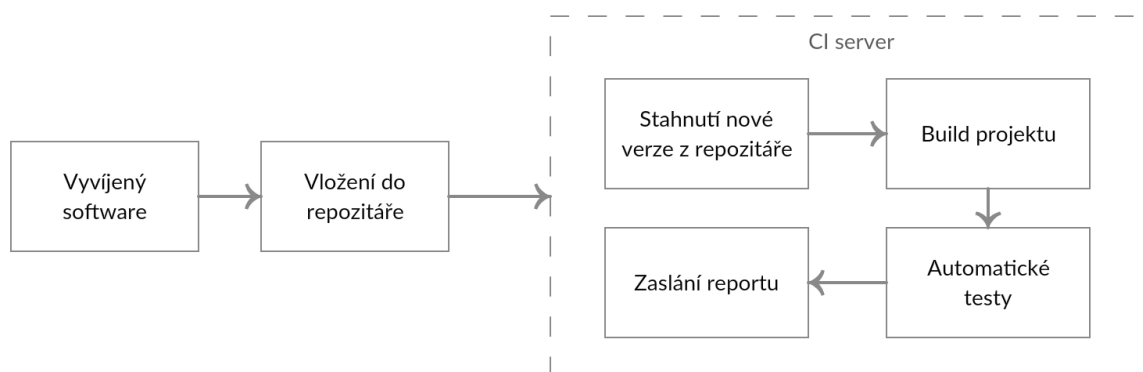 CI server
Vyvíjený
software
Vložení do
repozitáře
Stahnutí nové
verze z repozitáře
Build projektu
Automatické
testy
Zaslání reportu